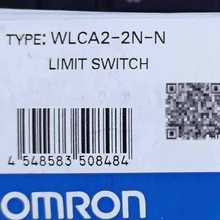 TYPE: WLCA2-2N-N
LIMIT SWITCH
4 548583 508484
OMRON